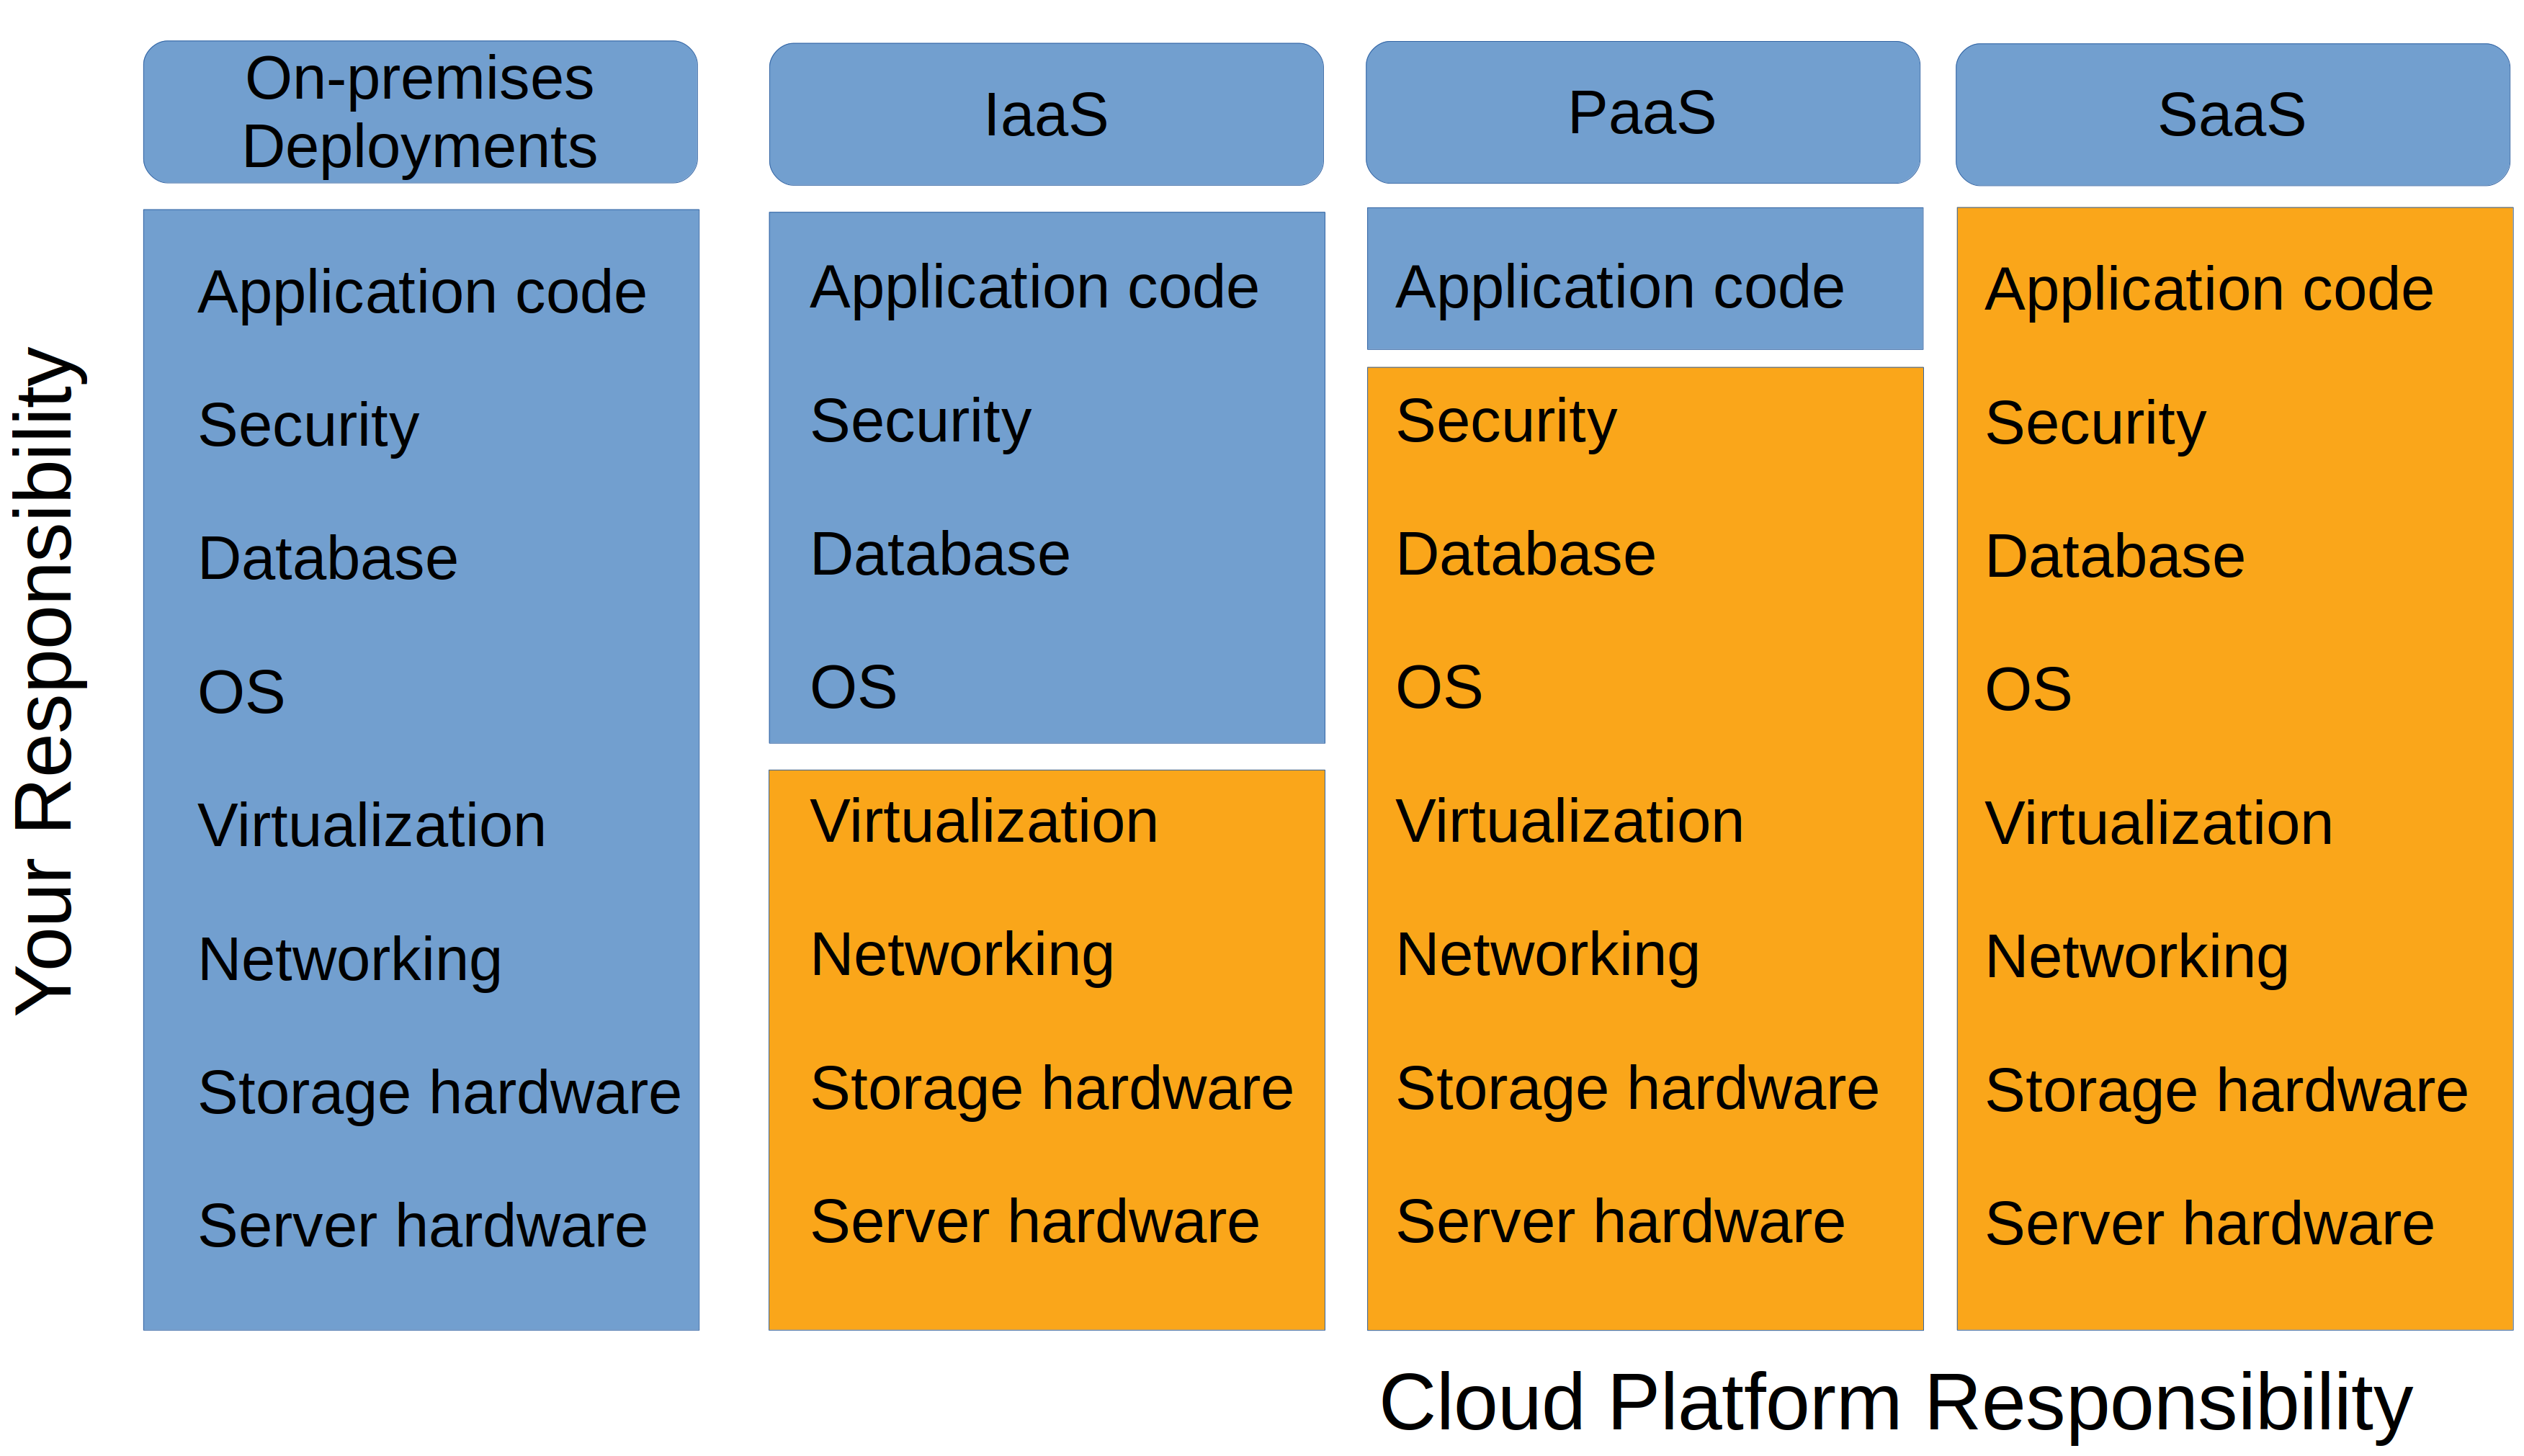 Your Responsibility
On-premises
Deployments
Application code
Security
Database
OS
Virtualization
Networking
Storage hardware
Server hardware
IaaS
Application code
Security
Database
OS
Virtualization
Networking
Storage hardware
Server hardware
PaaS
Application code
Security
Database
OS
Virtualization
Networking
Storage hardware
Server hardware
SaaS
Application code
Security
Database
OS
Virtualization
Networking
Storage hardware
Server hardware
Cloud Platform Responsibility